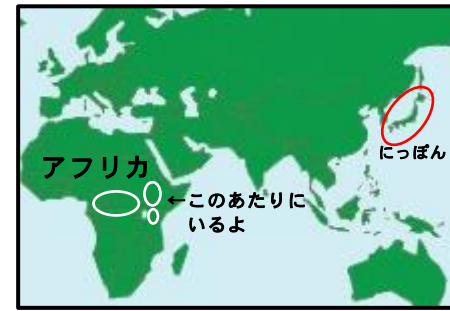 アフリカ
←このあたりに
いるよ
にっぽん